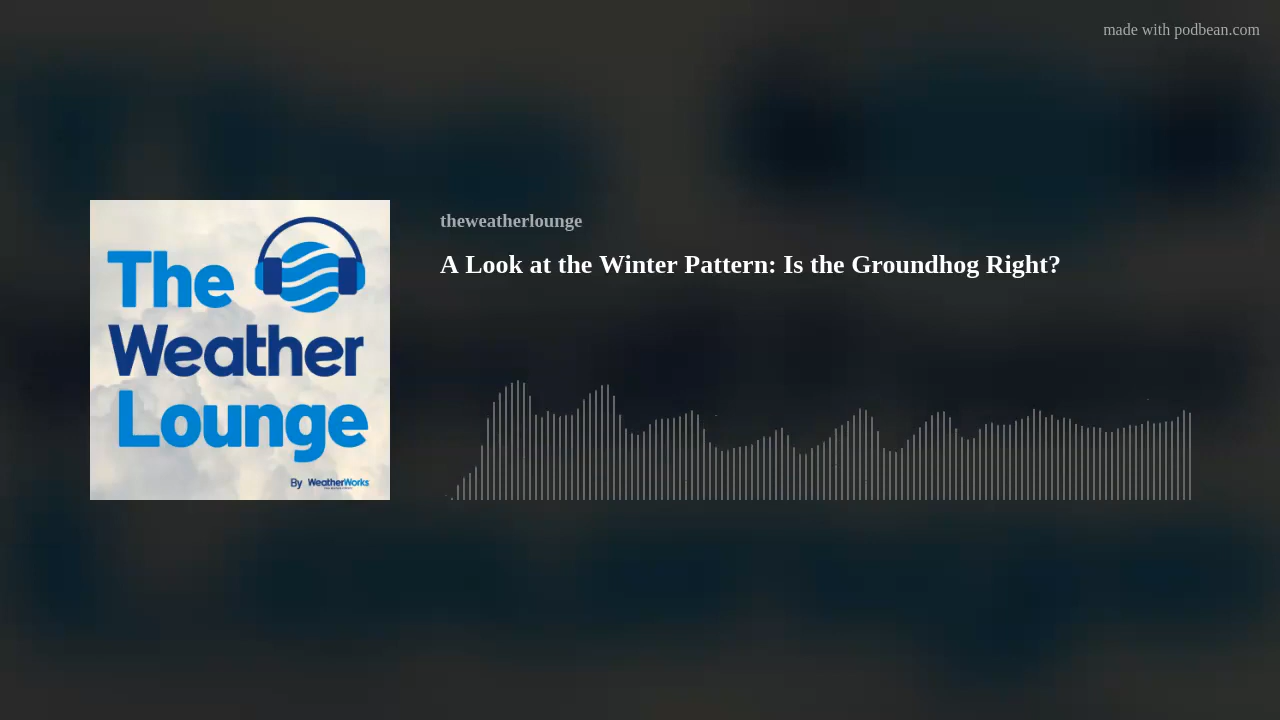 made with podbean.com
The
Weather
Lounge
By WeatherWorks
theweatherlounge
A Look at the Winter Pattern: Is the Groundhog Right?